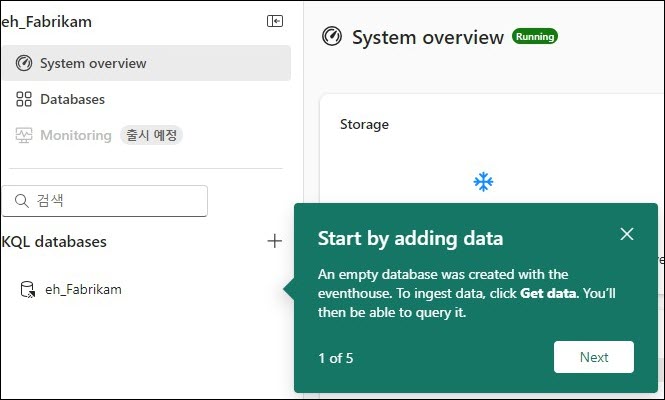 eh_Fabrikam
System overview
Databases
Monitoring 출시 예정
검색
KQL databases
eh_Fabrikam
System overview Running
Storage
Start by adding data
An empty database was created with the
eventhouse. To ingest data, click Get data. You'll
then be able to query it.
1 of 5
Next